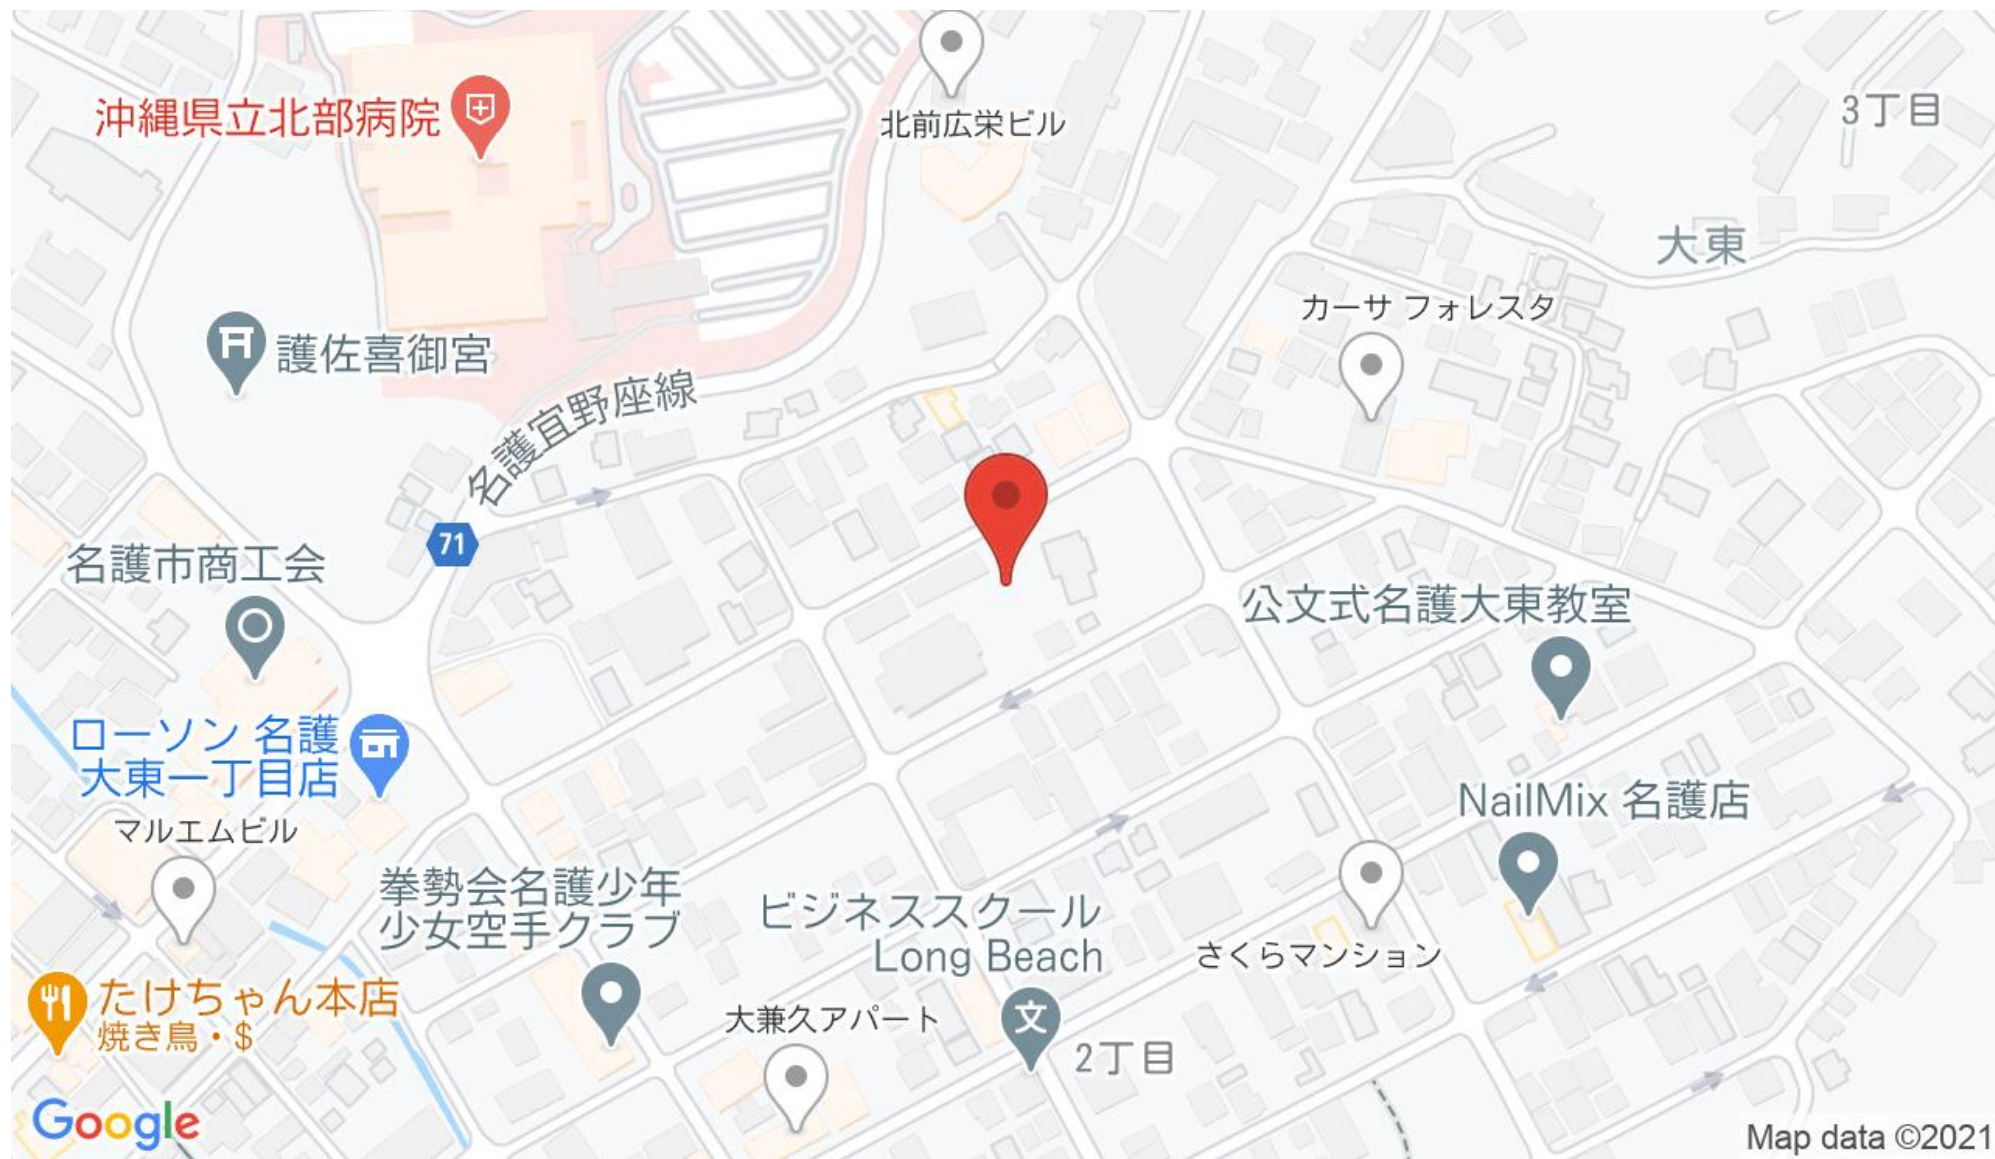 沖縄県立北部病院
北前広栄ビル
3丁目
大東
カーサ フォレスタ
護佐喜御宮
名護宜野座線
71
名護市商工会
公文式名護大東教室
ローソン 名護
大東一丁目店
NailMix 名護店
マルエムビル
拳勢会名護少年
少女空手クラブ
ビジネススクール
Long Beach
文
さくらマンション
たけちゃん本店
焼き鳥・$
大兼久アパート
2丁目
Google
Map data ©2021